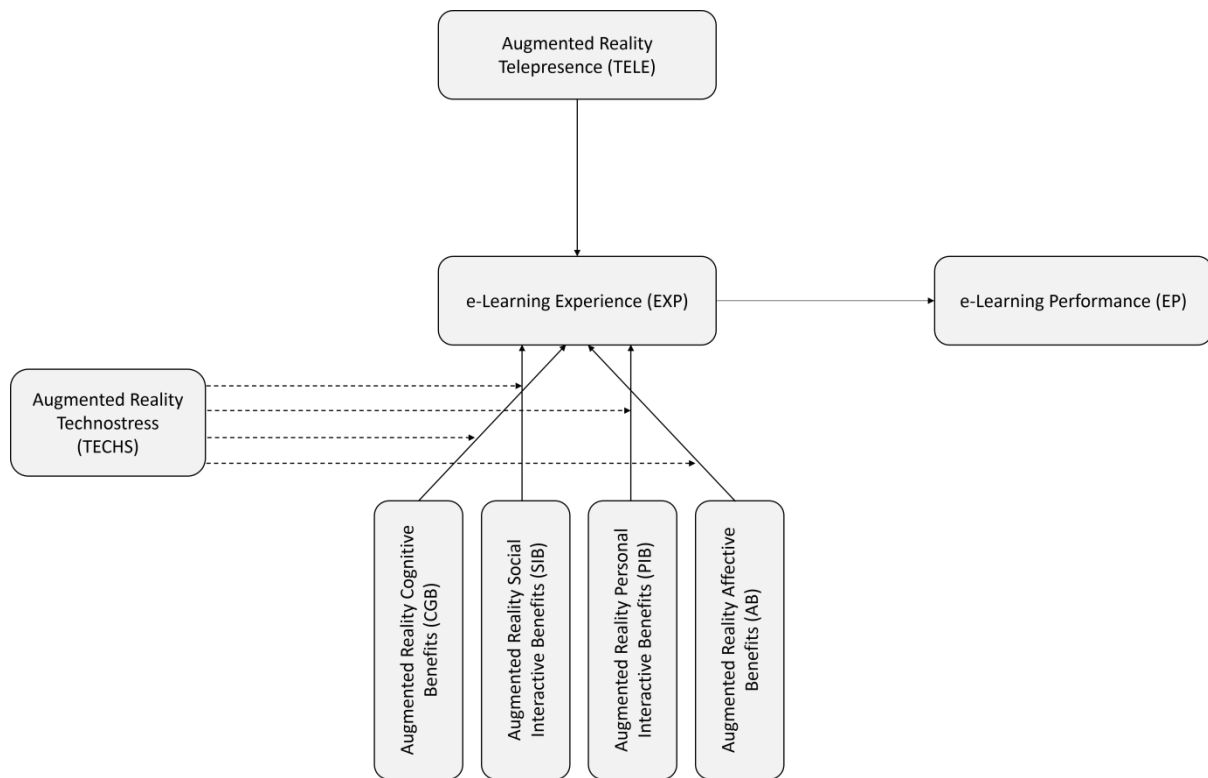 Augmented Reality
Telepresence (TELE)
e-Learning Experience (EXP)
e-Learning Performance (EP)
Augmented Reality
Technostress
(TECHS)
Augmented Reality Cognitive
Benefits (CGB)
Augmented Reality Social
Interactive Benefits (SIB)
Augmented Reality Personal
Interactive Benefits (PIB)
Augmented Reality Affective
Benefits (AB)